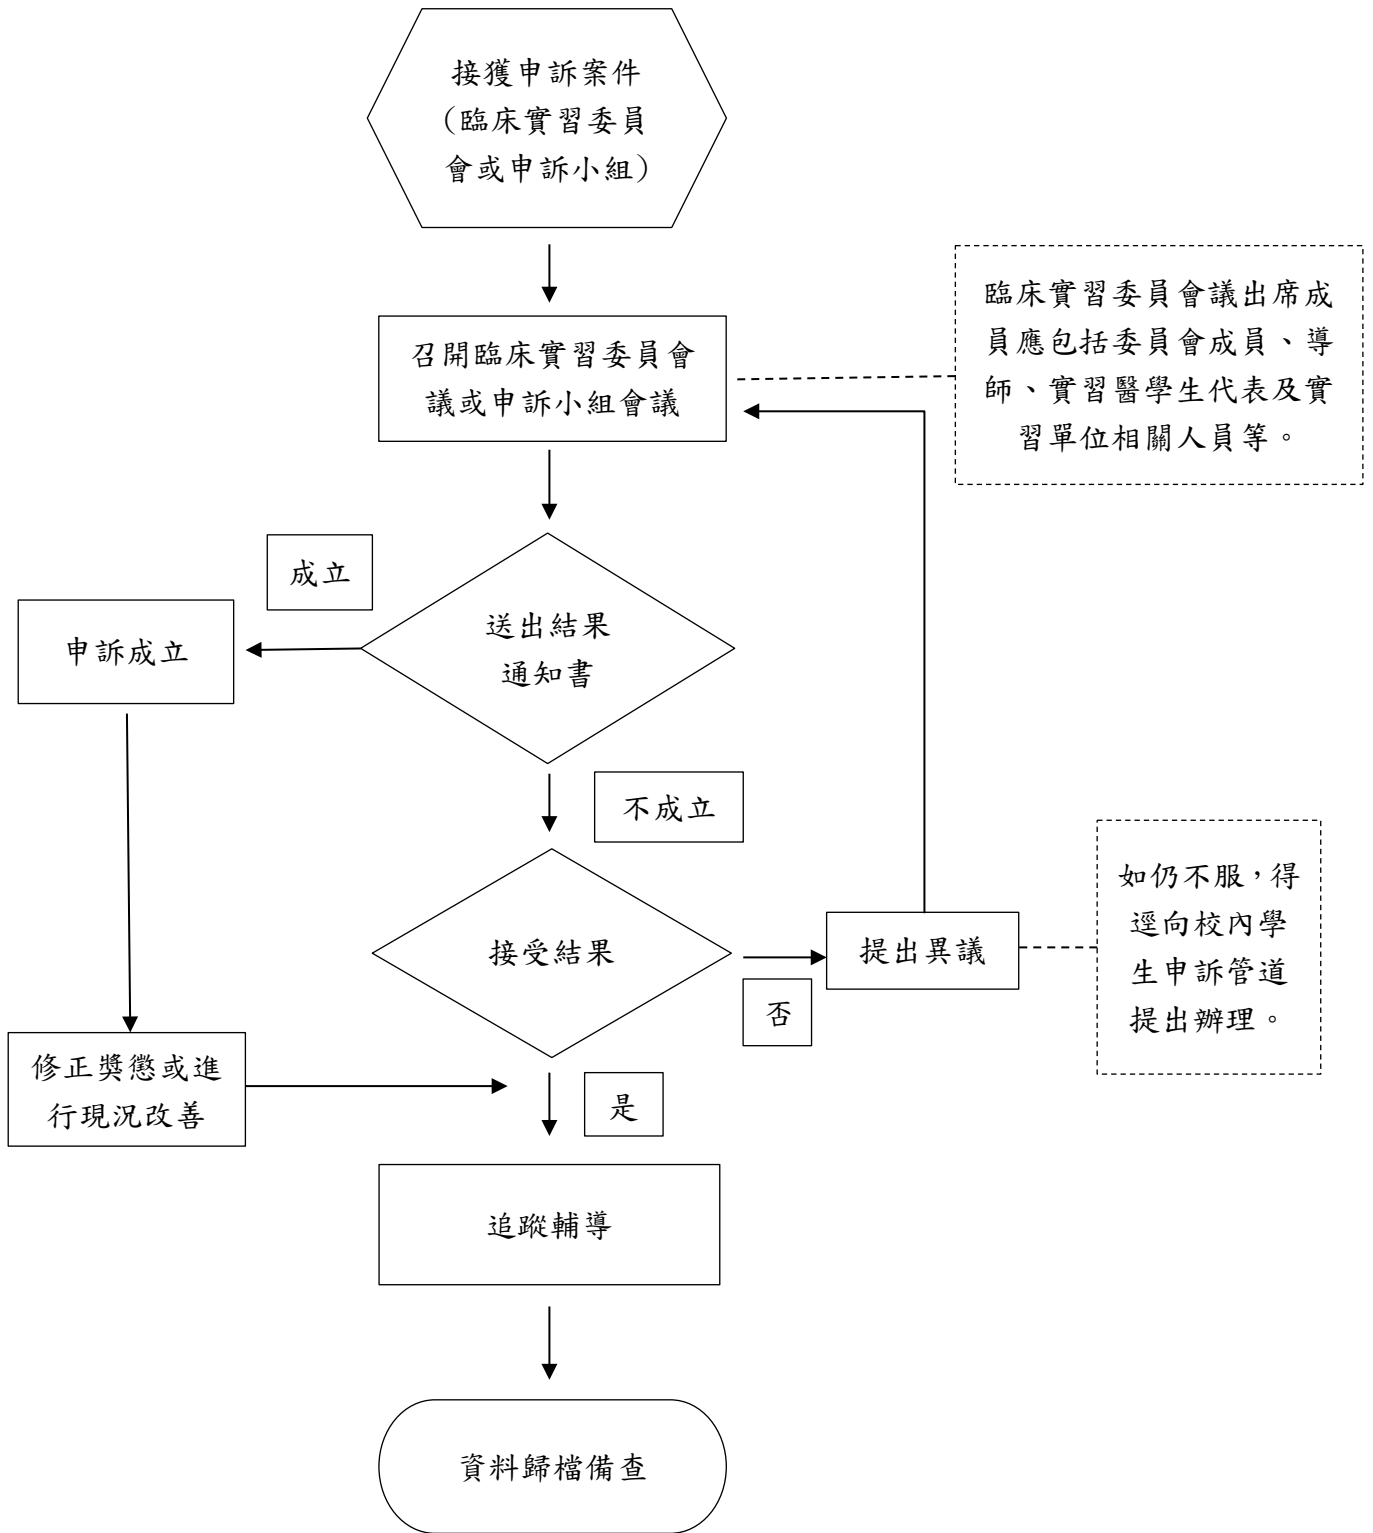 接獲申訴案件
(臨床實習委員
會或申訴小組)
臨床實習委員會議出席成
員應包括委員會成員、導
師、實習醫學生代表及實
習單位相關人員等。
召開臨床實習委員會
議或申訴小組會議
成立
申訴成立
送出結果
通知書
不成立
接受結果
否
提出異議
如仍不服,得
逕向校內學
生申訴管道
提出辦理。
修正獎懲或進
行現況改善
是
追蹤輔導
資料歸檔備查